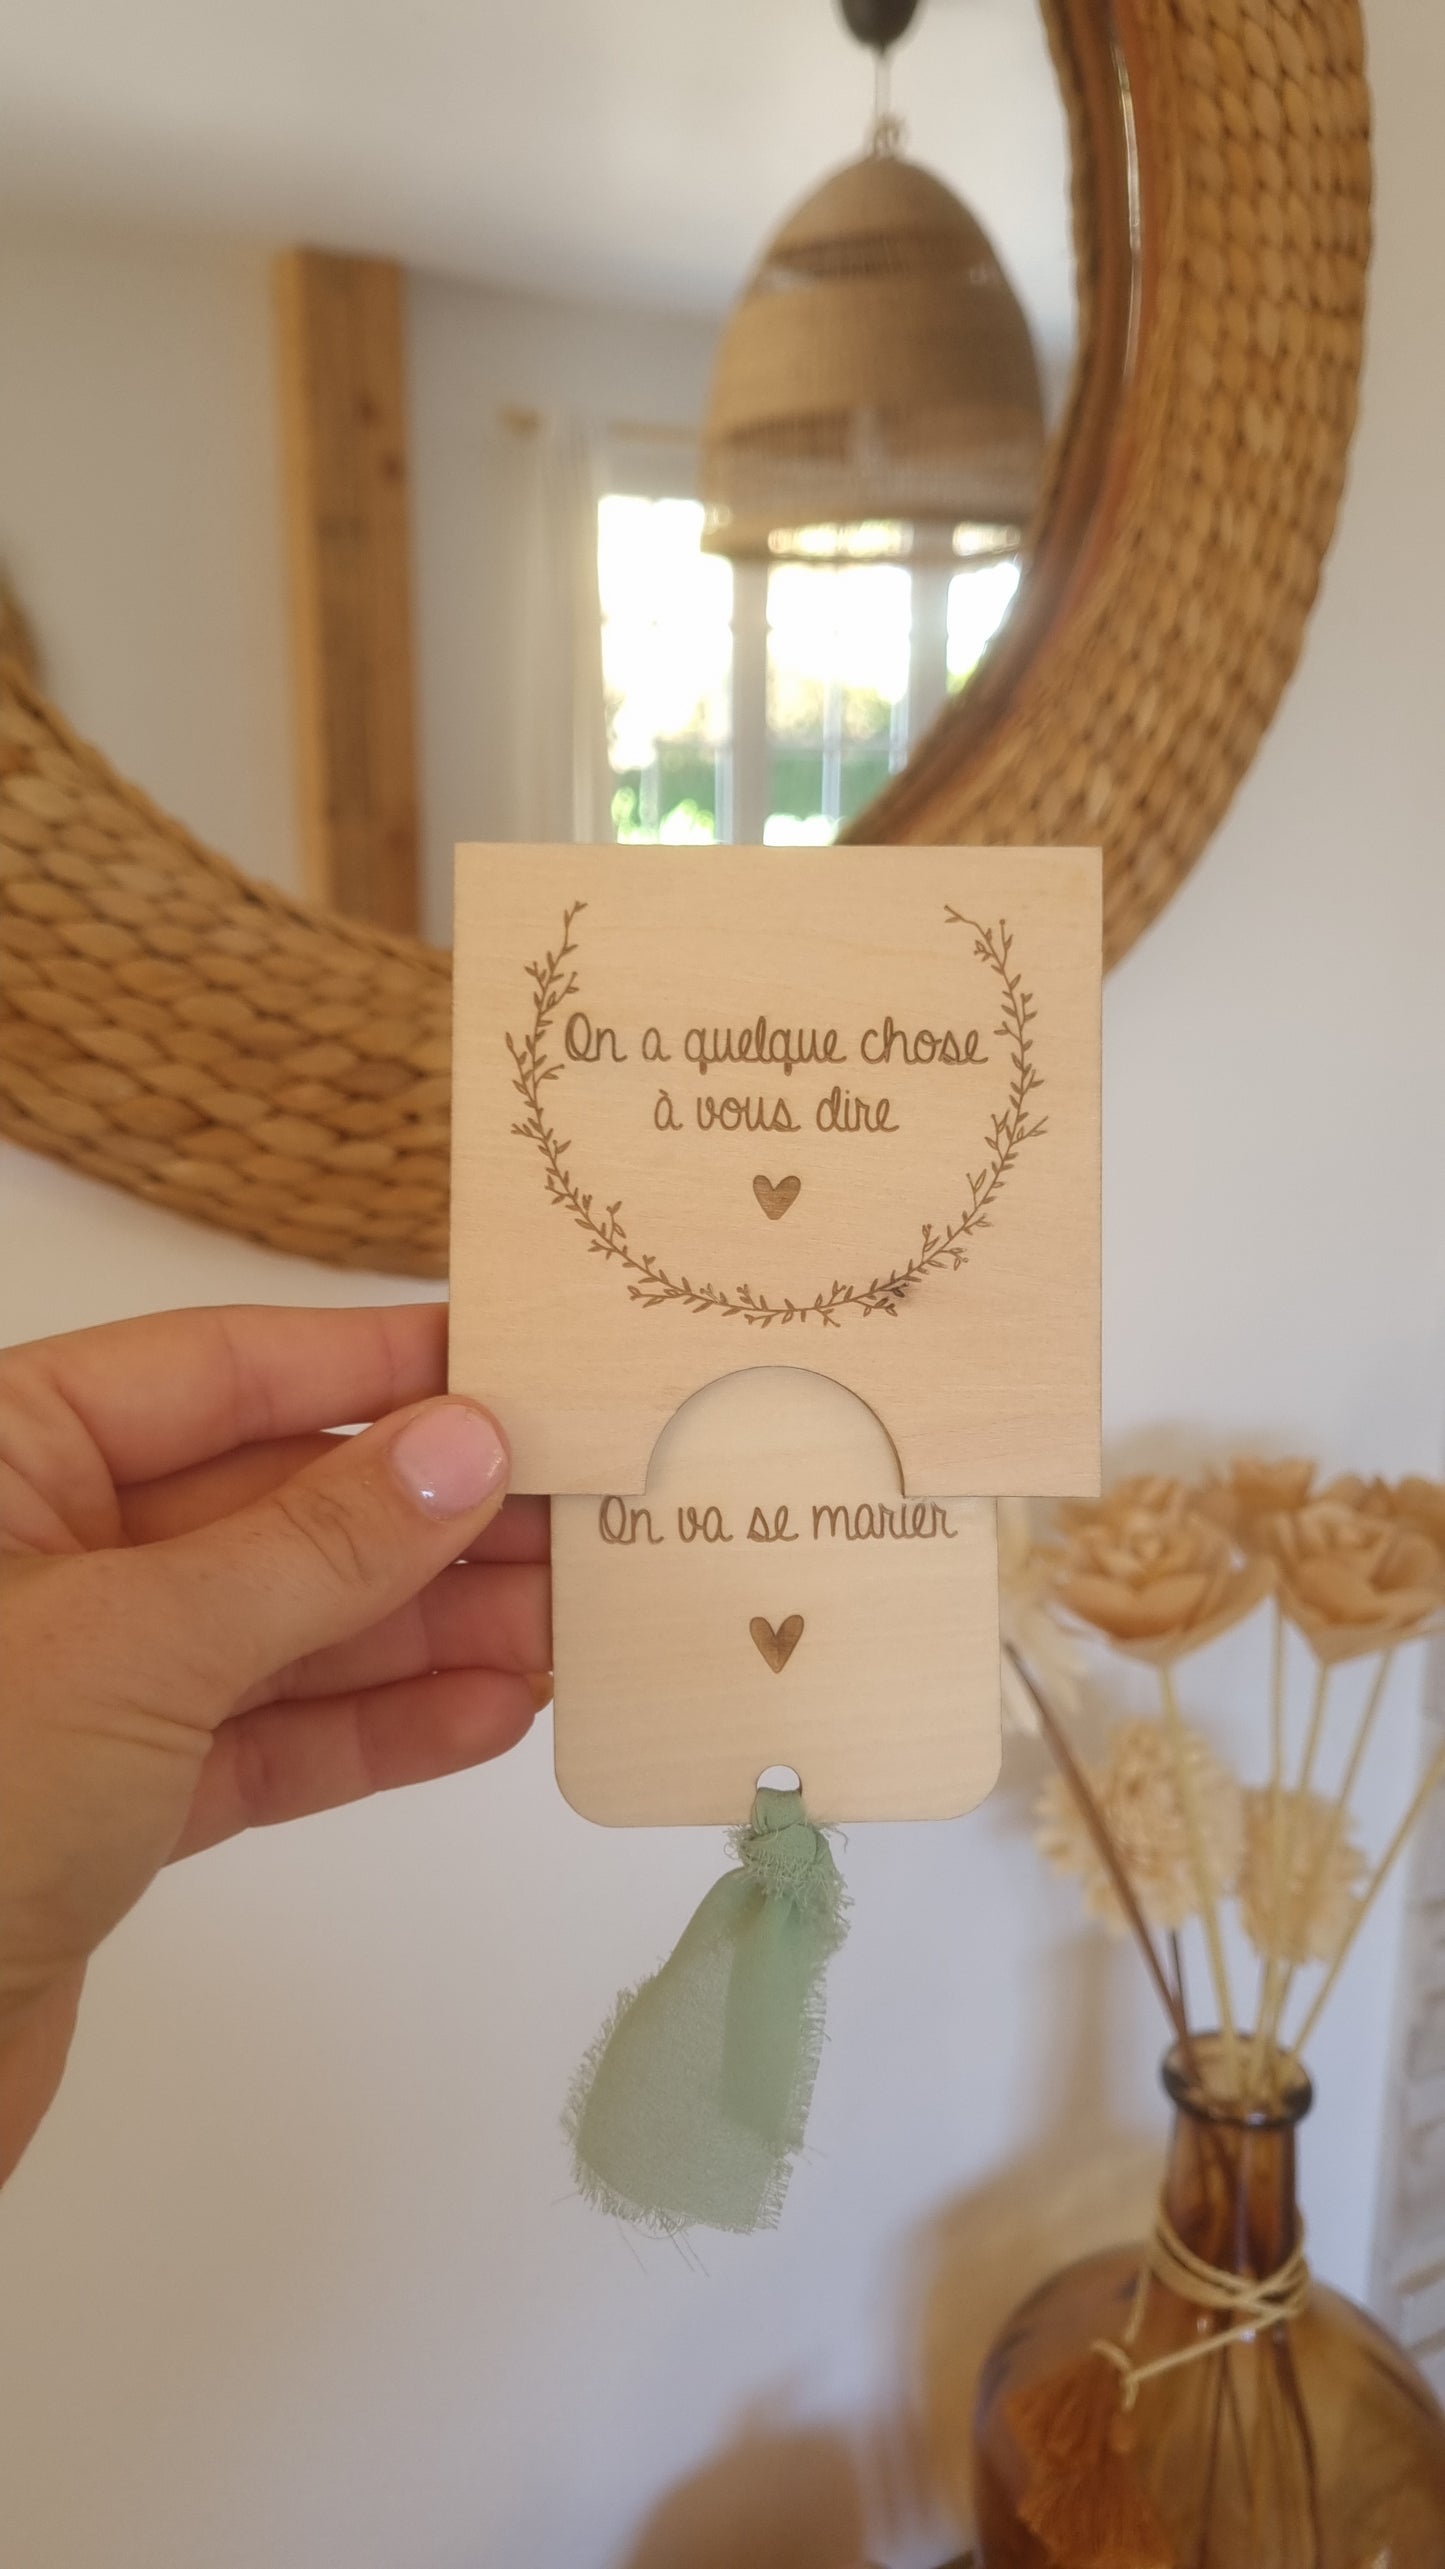 On a quelque chose
à vous dire
On va se marier